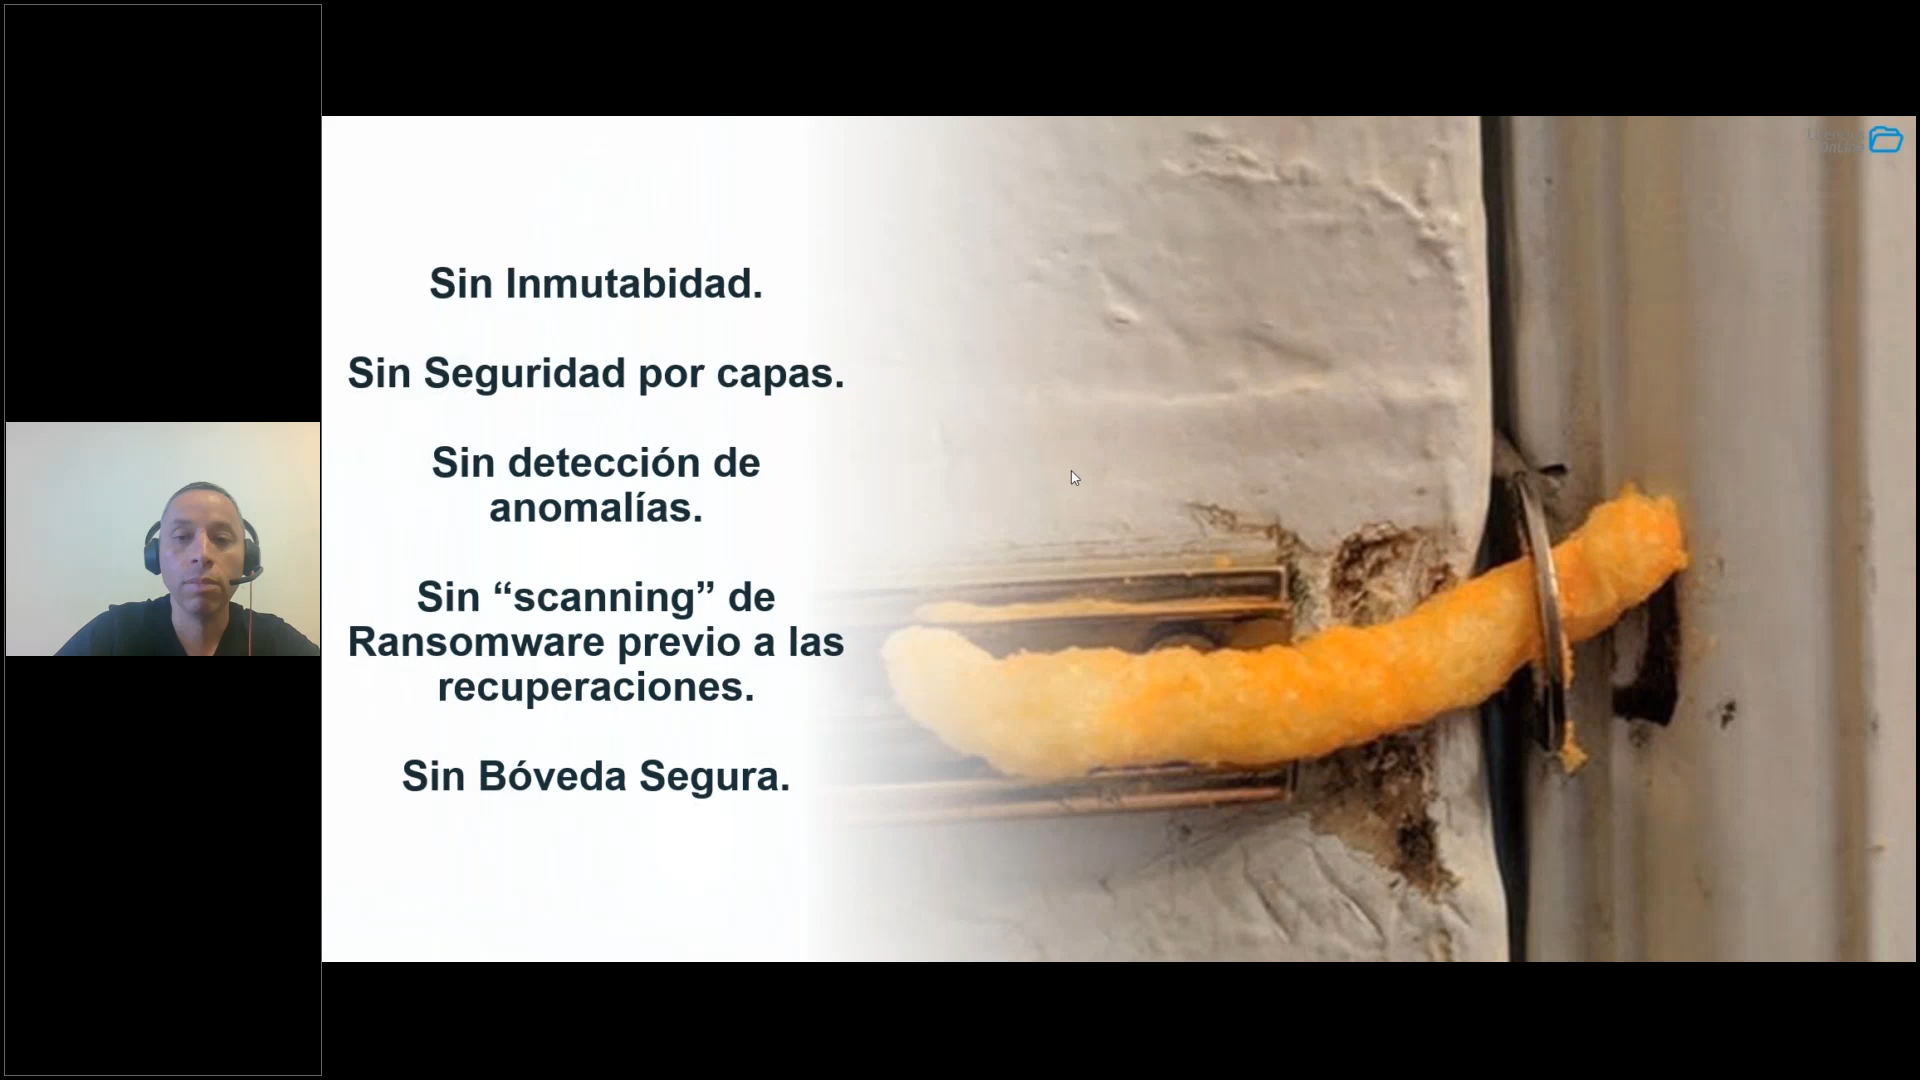 Sin Inmutabidad.
Sin Seguridad por capas.
Sin detección de
anomalías.
Sin “scanning” de
Ransomware previo a las
recuperaciones.
Sin Bóveda Segura.